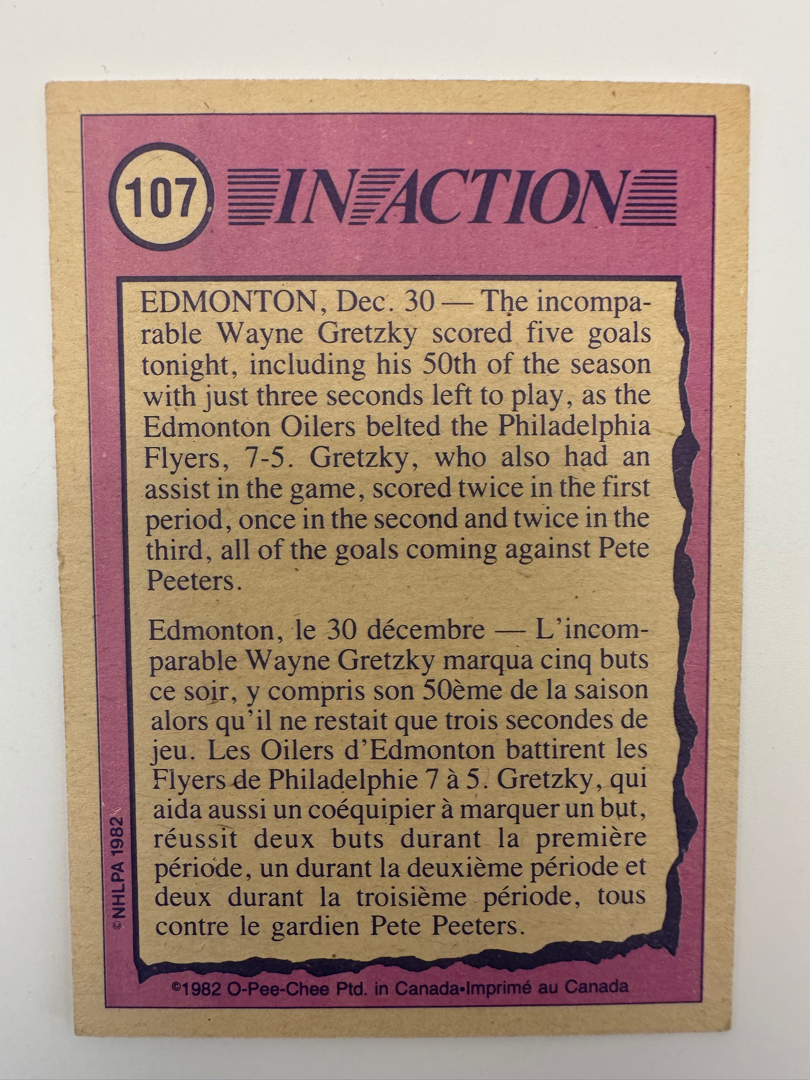 107
IN ACTION
EDMONTON, Dec. 30 — The incompa-
rable Wayne Gretzky scored five goals
tonight, including his 50th of the season
with just three seconds left to play, as the
Edmonton Oilers belted the Philadelphia
Flyers, 7-5. Gretzky, who also had an
assist in the game, scored twice in the first
period, once in the second and twice in the
third, all of the goals coming against Pete
Peeters.
Edmonton, le 30 décembre — L'incom-
parable Wayne Gretzky marqua cinq buts
ce soir, y compris son 50ème de la saison
alors qu'il ne restait que trois secondes de
jeu. Les Oilers d'Edmonton battirent les
Flyers de Philadelphie 7 à 5. Gretzky, qui
aida aussi un coéquipier à marquer un but,
réussit deux buts durant la première
période, un durant la deuxième période et
deux durant la troisième période, tous
contre le gardien Pete Peeters.
©NHLPA 1982
©1982 O-Pee-Chee Ptd. in Canada•Imprimé au Canada